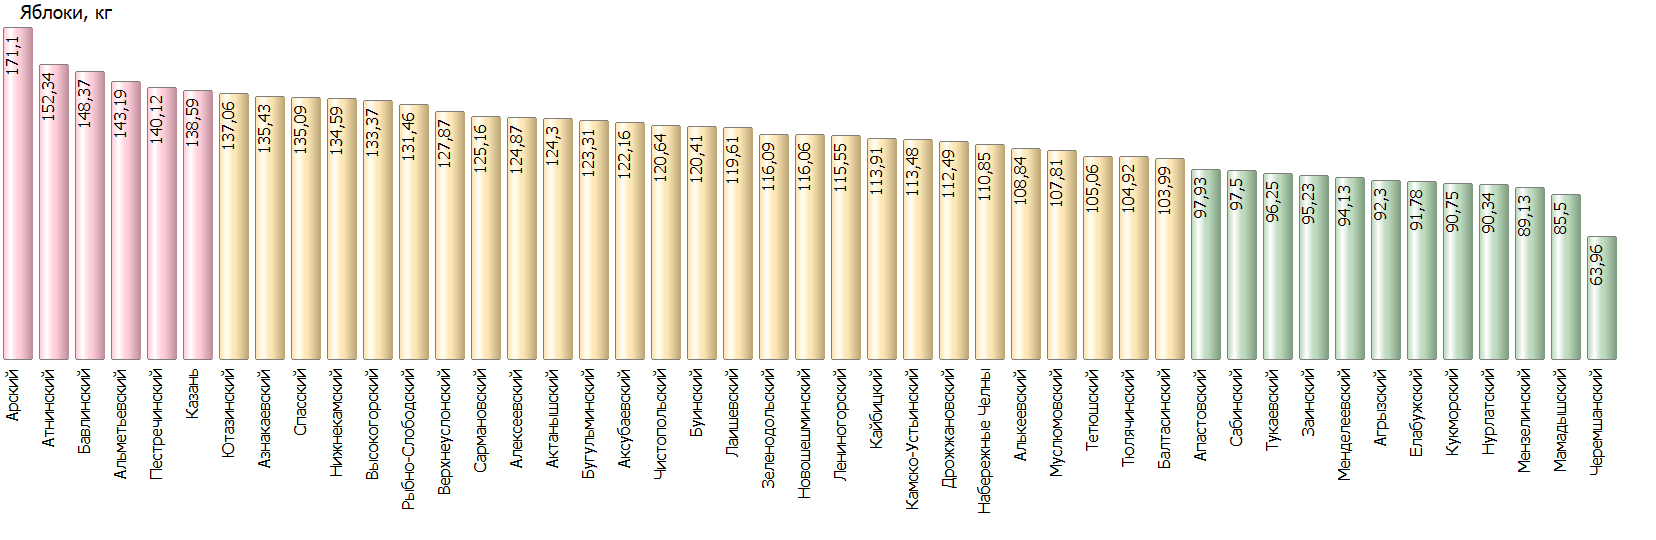 Яблоки, кг
171,1
152,34
148,37
143,19
140,12
138,59
137,06
135,43
135,09
134,59
133,37
131,46
127,87
125,16
124,87
124,3
123,31
122,16
120,64
120,41
119,61
116,09
116,06
115,55
113,91
113,48
112,49
110,85
108,84
107,81
105,06
104,92
103,99
97,93
97,5
96,25
95,23
94,13
92,3
91,78
90,75
90,34
89,13
85,5
63,96
Арский
Атнинский
Бавлинский
Альметьевский
Пестречинский
Казань
Ютазинский
Азнакаевский
Спасский
Нижнекамский
Высокогорский
Рыбно-Слободский
Верхнеуслонский
Сармановский
Алексеевский
Актанышский
Бугульминский
Аксубаевский
Чистопольский
Буинский
Лаишевский
Зеленодольский
Новошешминский
Лениногорский
Кайбицкий
Камско-Устьинский
Дрожжановский
Набережные Челны
Алькеевский
Муслюмовский
Тетюшский
Тюлячинский
Балтасинский
Апастовский
Сабинский
Тукаевский
Заинский
Менделеевский
Агрызский
Елабужский
Кукморский
Нурлатский
Мензелинский
Мамадышский
Черемшанский